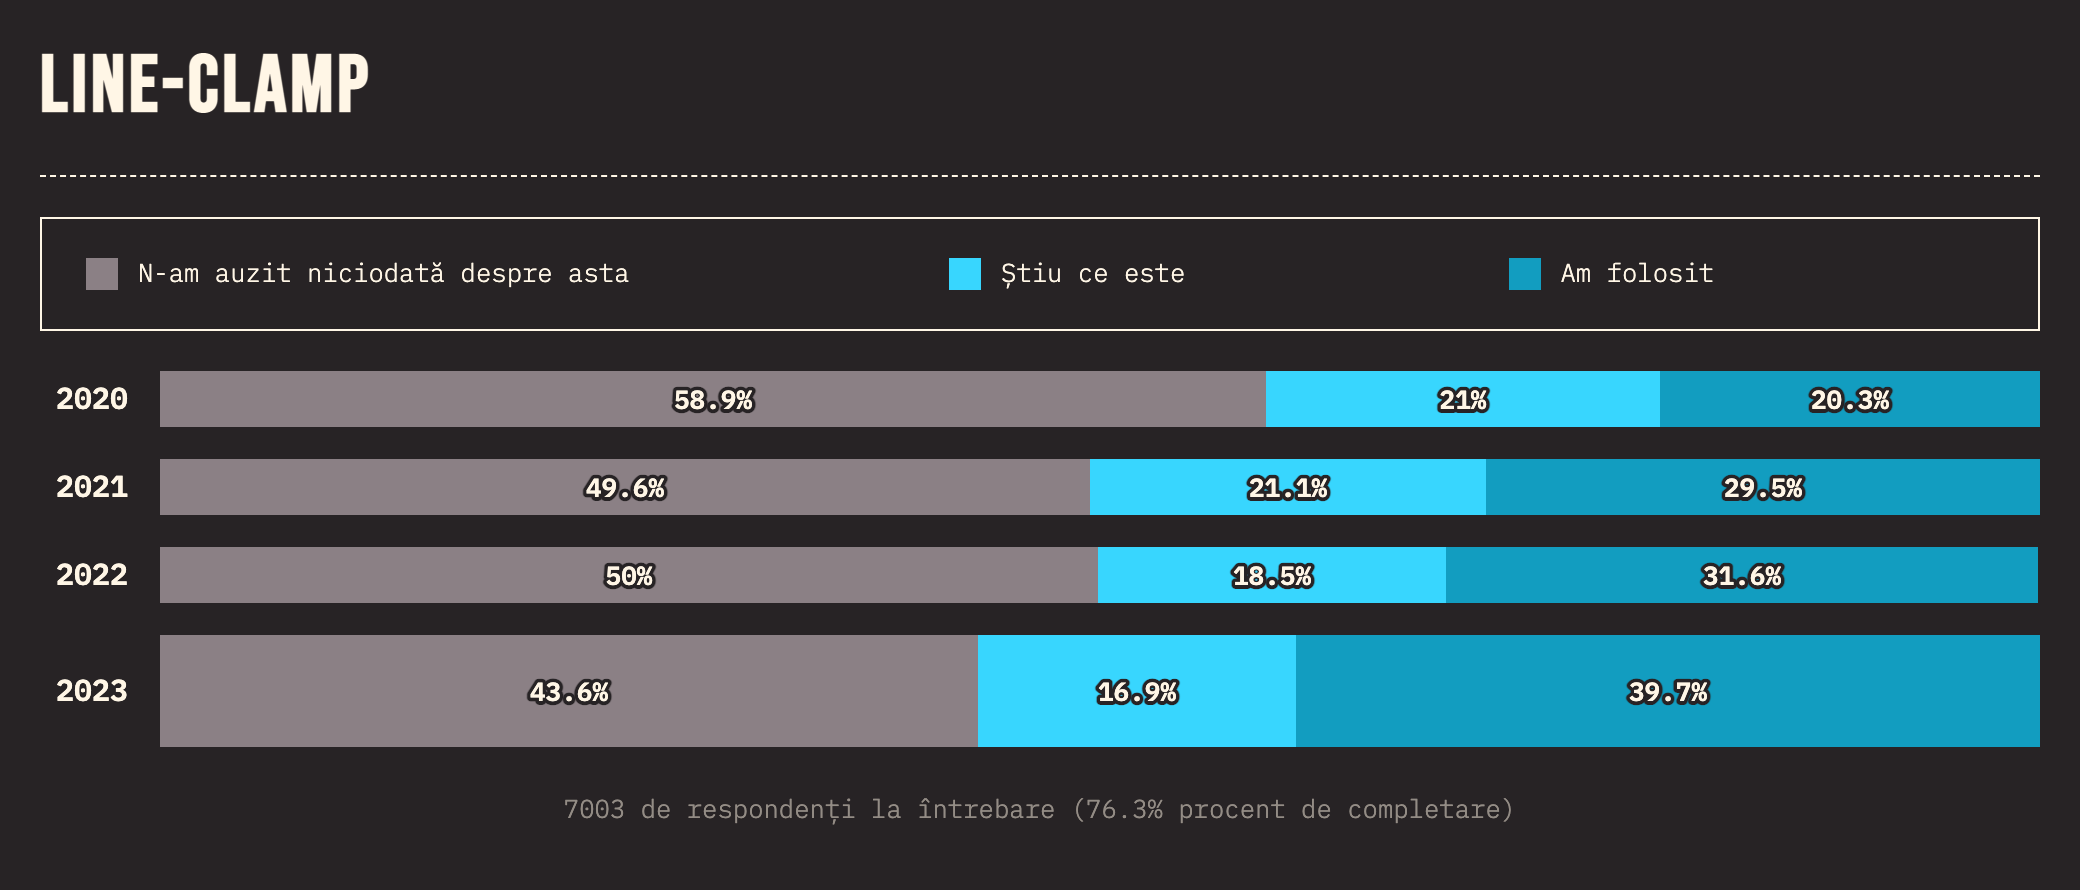 LINE-CLAMP
N-am auzit niciodată despre asta Știu ce este Am folosit
2020 58.9% 21% 20.3%
2021 49.6% 21.1% 29.5%
2022 50% 18.5% 31.6%
2023 43.6% 16.9% 39.7%
7003 de respondenți la întrebare (76.3% procent de completare)